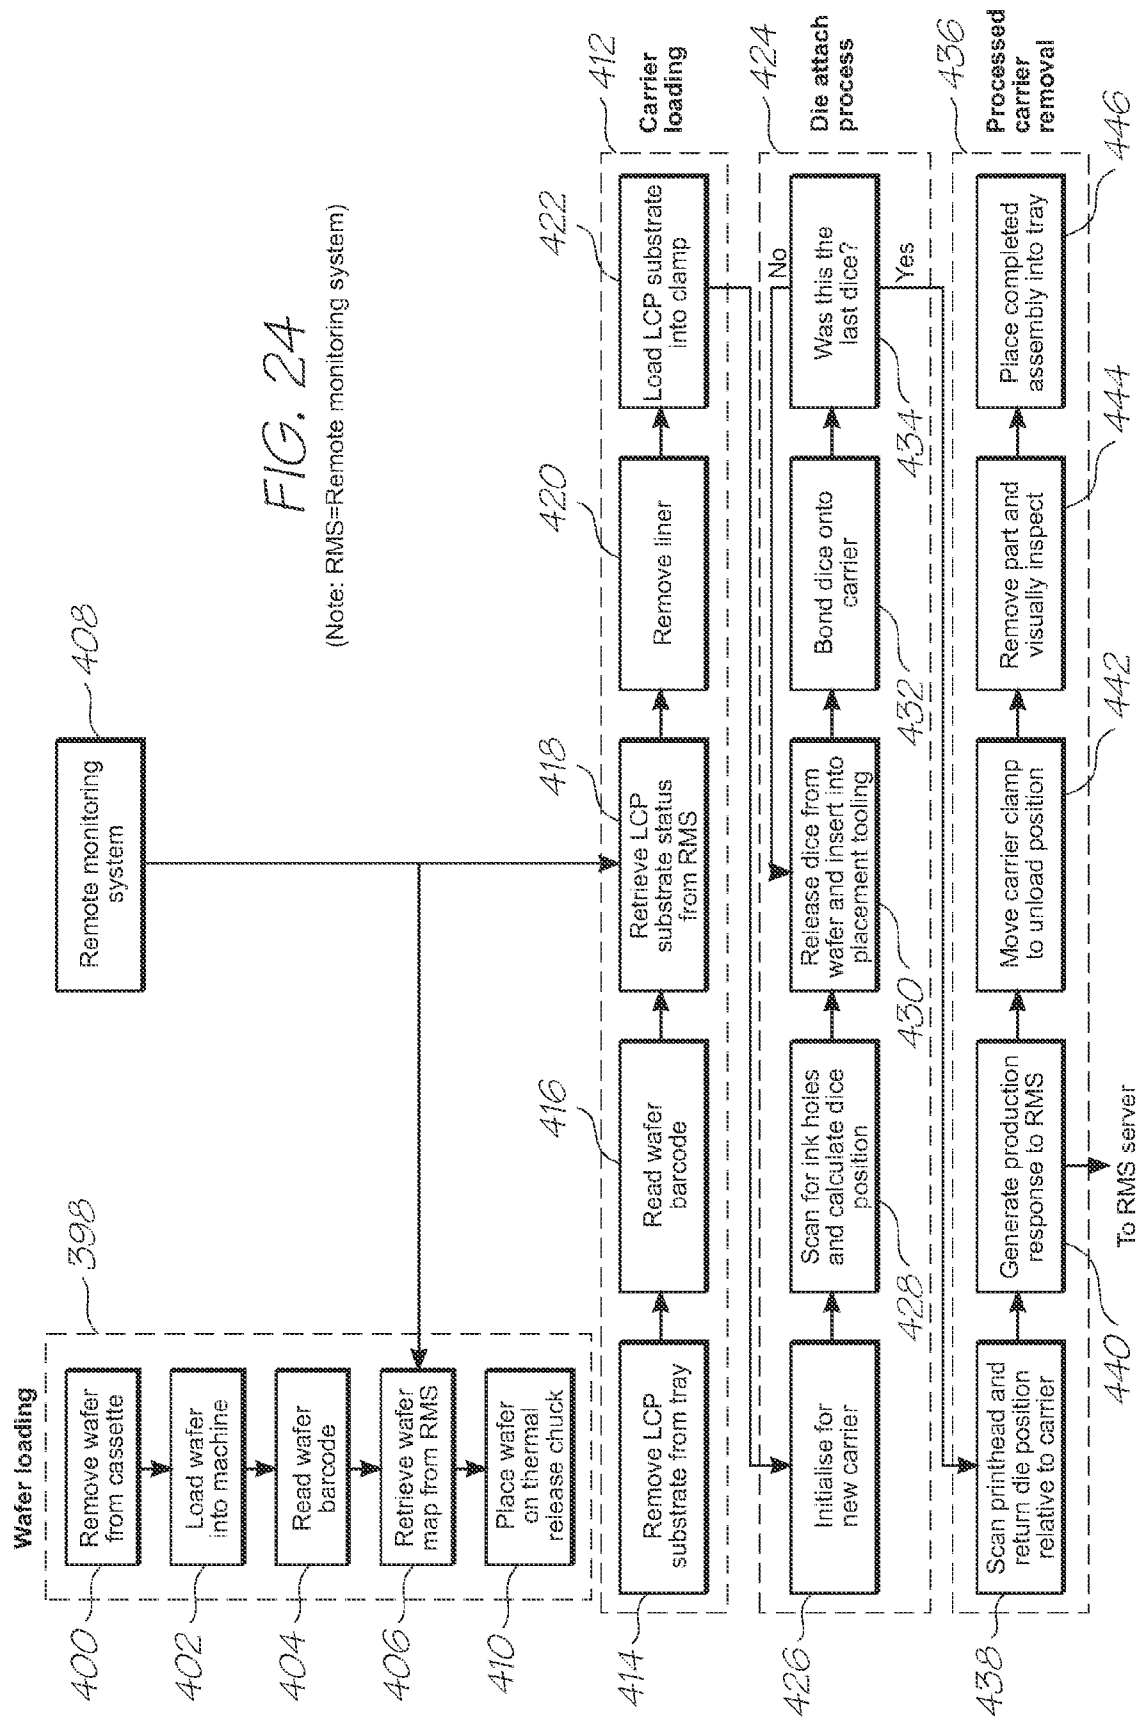 FIG. 24
(Note: RMS=Remote monitoring system)
Wafer loading
398
400
Remove wafer
from cassette
402
Load wafer
into machine
404
Read wafer
barcode
406
Retrieve wafer
map from RMS
410
Place wafer
on thermal
release chuck
408
Remote monitoring
system
412
Carrier
loading
414
Remove LCP
substrate from tray
416
Read wafer
barcode
418
Retrieve LCP
substrate status
from RMS
420
Remove liner
422
Load LCP substrate
into clamp
424
Die attach
process
426
Initialise for
new carrier
428
Scan for ink holes
and calculate dice
position
430
Release dice from
wafer and insert into
placement tooling
432
Bond dice onto
carrier
434
Was this the
last dice?
No
Yes
436
Processed
carrier
removal
438
Scan printhead and
return die position
relative to carrier
440
Generate production
response to RMS
To RMS server
442
Move carrier clamp
to unload position
444
Remove part and
visually inspect
446
Place completed
assembly into tray